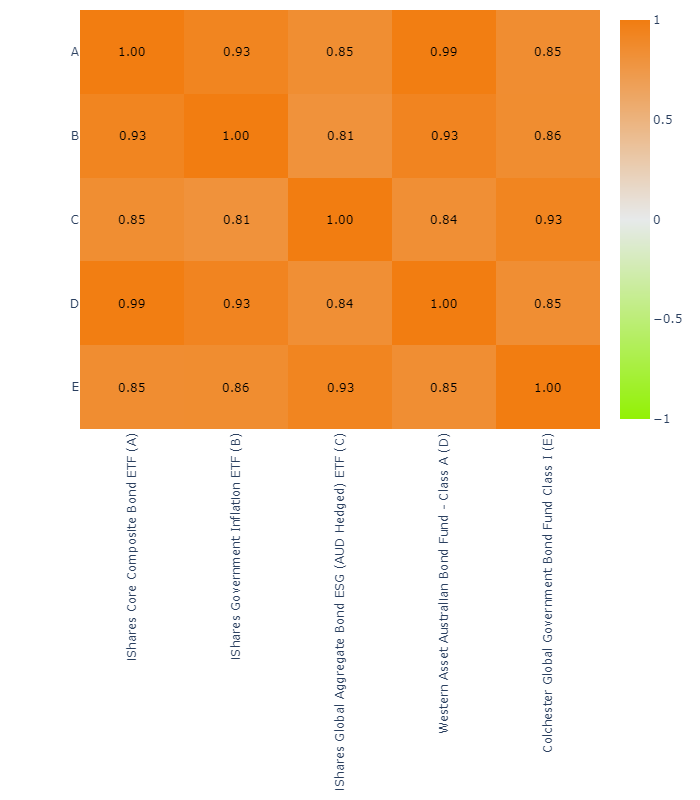 A 1.00 0.93 0.85 0.99 0.85
B 0.93 1.00 0.81 0.93 0.86
C 0.85 0.81 1.00 0.84 0.93
D 0.99 0.93 0.84 1.00 0.85
E 0.85 0.86 0.93 0.85 1.00
IShares Core Composite Bond ETF (A)
IShares Government Inflation ETF (B)
IShares Global Aggregate Bond ESG (AUD Hedged) ETF (C)
Western Asset Australian Bond Fund - Class A (D)
Colchester Global Government Bond Fund Class I (E)
1
0.5
0
−0.5
−1